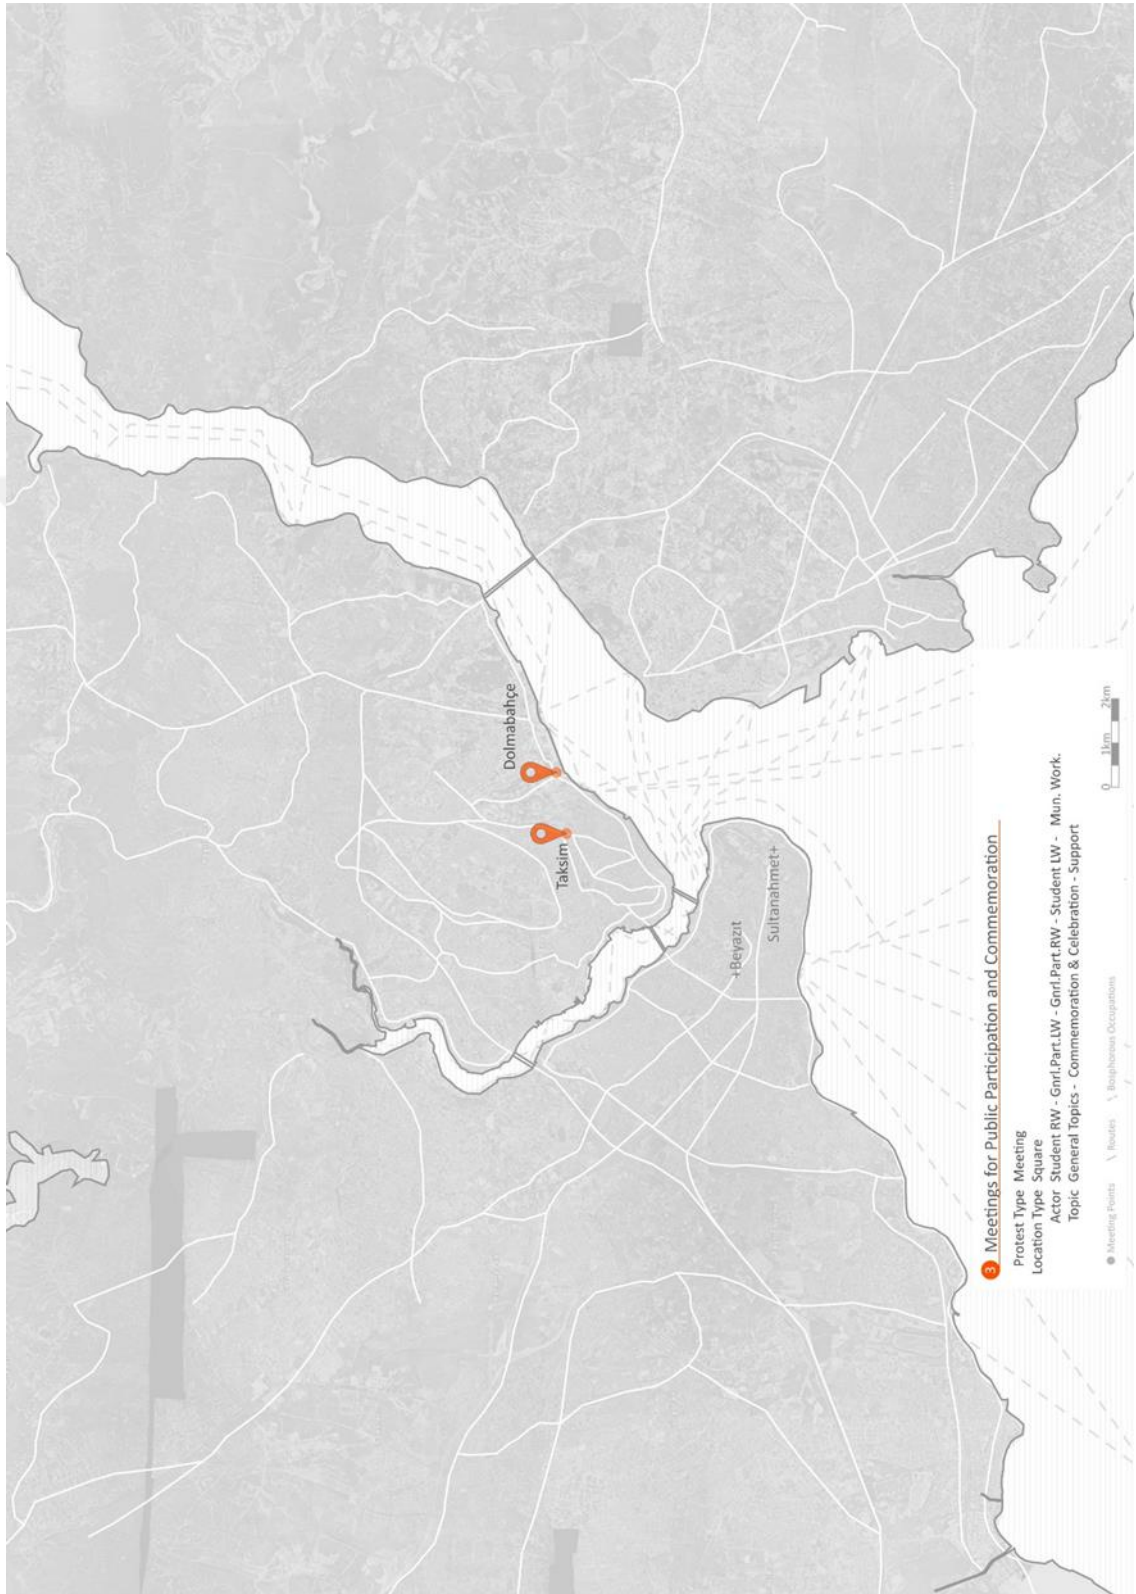 Dolmabahçe
Taksim
+Beyazıt
Sultanahmet+
3 Meetings for Public Participation and Commemoration
Protest Type Meeting
Location Type Square
Actor Student RW - Gnrl.Part.LW - Gnrl.Part.RW - Student LW - Mun. Work.
Topic General Topics - Commemoration & Celebration - Support
Meeting Points \ Routes \ Bosphorous Occupations
0 1km 2km